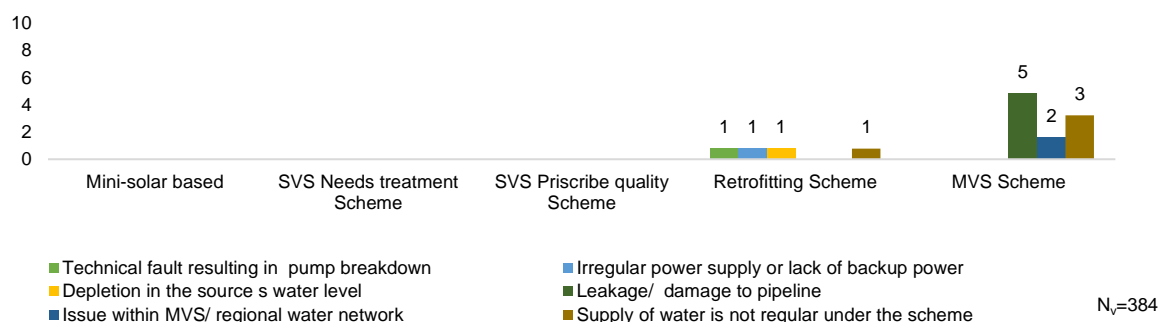 10
8
6
4
2
0
1 1 1 1 5 2 3
Mini-solar based
SVS Needs treatment
Scheme
SVS Priscribe quality
Scheme
Retrofitting Scheme
MVS Scheme
Technical fault resulting in pump breakdown
Irregular power supply or lack of backup power
Depletion in the source s water level
Leakage/ damage to pipeline
Issue within MVS/ regional water network
Supply of water is not regular under the scheme
Nv=384